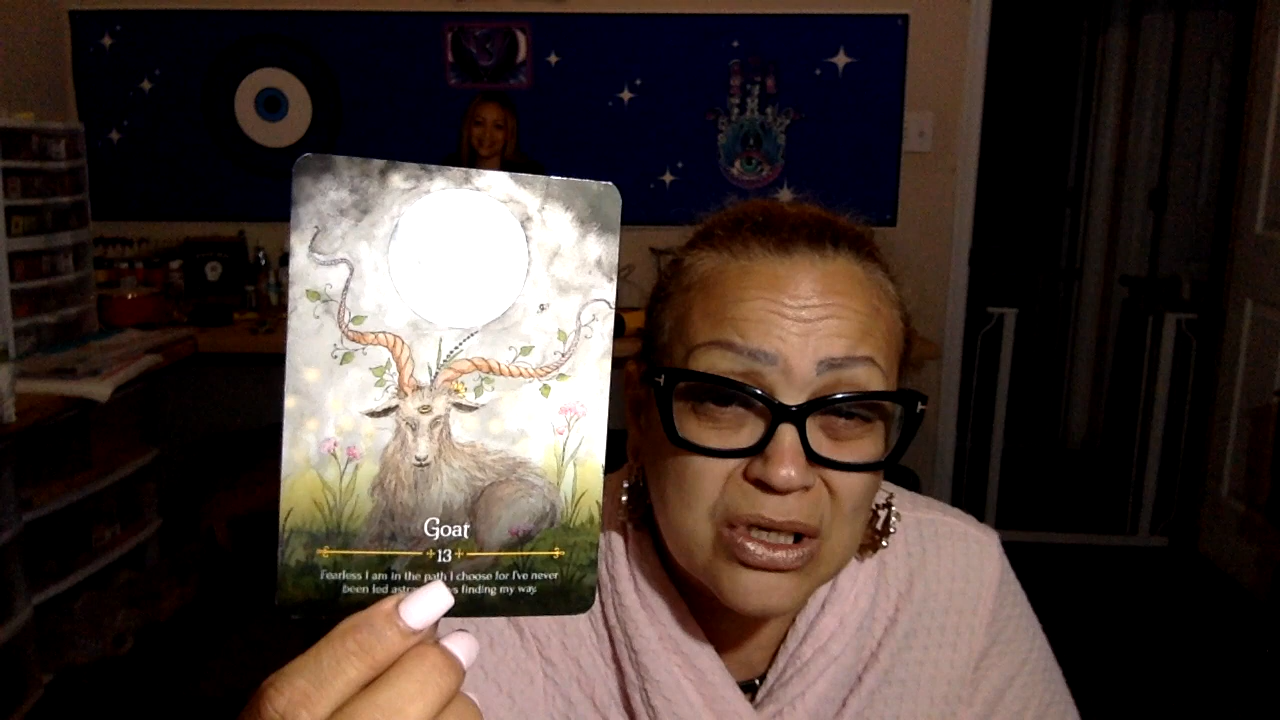 Goat
13
Fearless I am in the path I choose for I've never
been led finding my way.